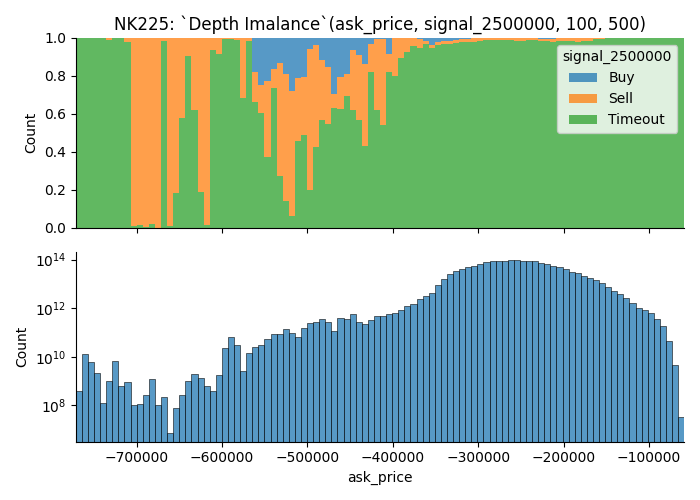 NK225: `Depth Imalance`(ask_price, signal_2500000, 100, 500)
1.0
0.8
0.6
0.4
0.2
0.0
Count
signal_2500000
Buy
Sell
Timeout
10^14
10^12
10^10
10^8
Count
−700000 −600000 −500000 −400000 −300000 −200000 −100000
ask_price